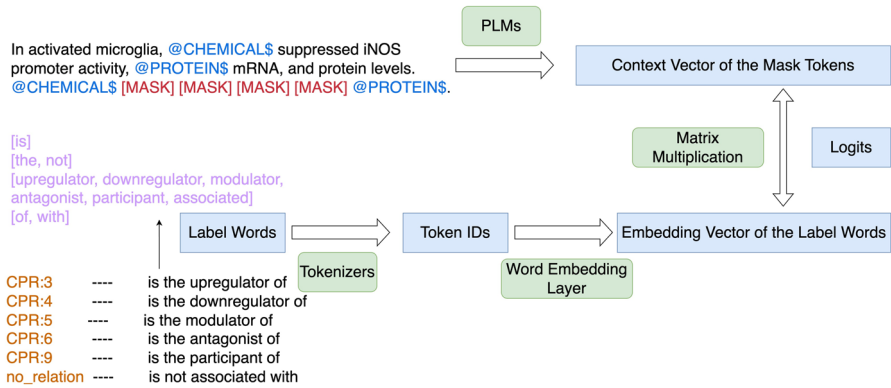 PLMs
In activated microglia, @CHEMICAL$ suppressed iNOS
promoter activity, @PROTEIN$ mRNA, and protein levels.
@CHEMICAL$ [MASK] [MASK] [MASK] [MASK] @PROTEIN$.
Context Vector of the Mask Tokens
Matrix
Multiplication
Logits
[is]
[the, not]
[upregulator, downregulator, modulator,
antagonist, participant, associated]
[of, with]
Label Words
Tokenizers
Token IDs
Word Embedding
Layer
Embedding Vector of the Label Words
CPR:3 ---- is the upregulator of
CPR:4 ---- is the downregulator of
CPR:5 ---- is the modulator of
CPR:6 ---- is the antagonist of
CPR:9 ---- is the participant of
no_relation ---- is not associated with